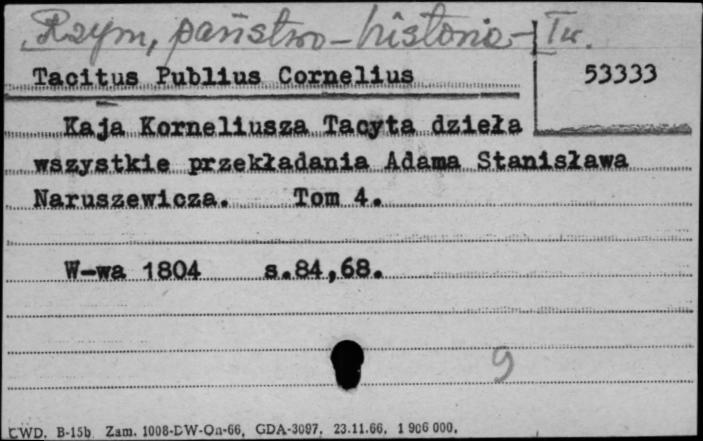 Rzym, państwo - historia - I w.
Tacitus Publius Cornelius
53333
Kaja Korneliusza Tacyta dzieła
wszystkie przekładania Adama Stanisława
Naruszewicza. Tom 4.
W-wa 1804 s.84,68.
9
CWD. B-15b Zam. 1008-DW-On-66, GDA-3097. 23.11.66. 1 906 000.